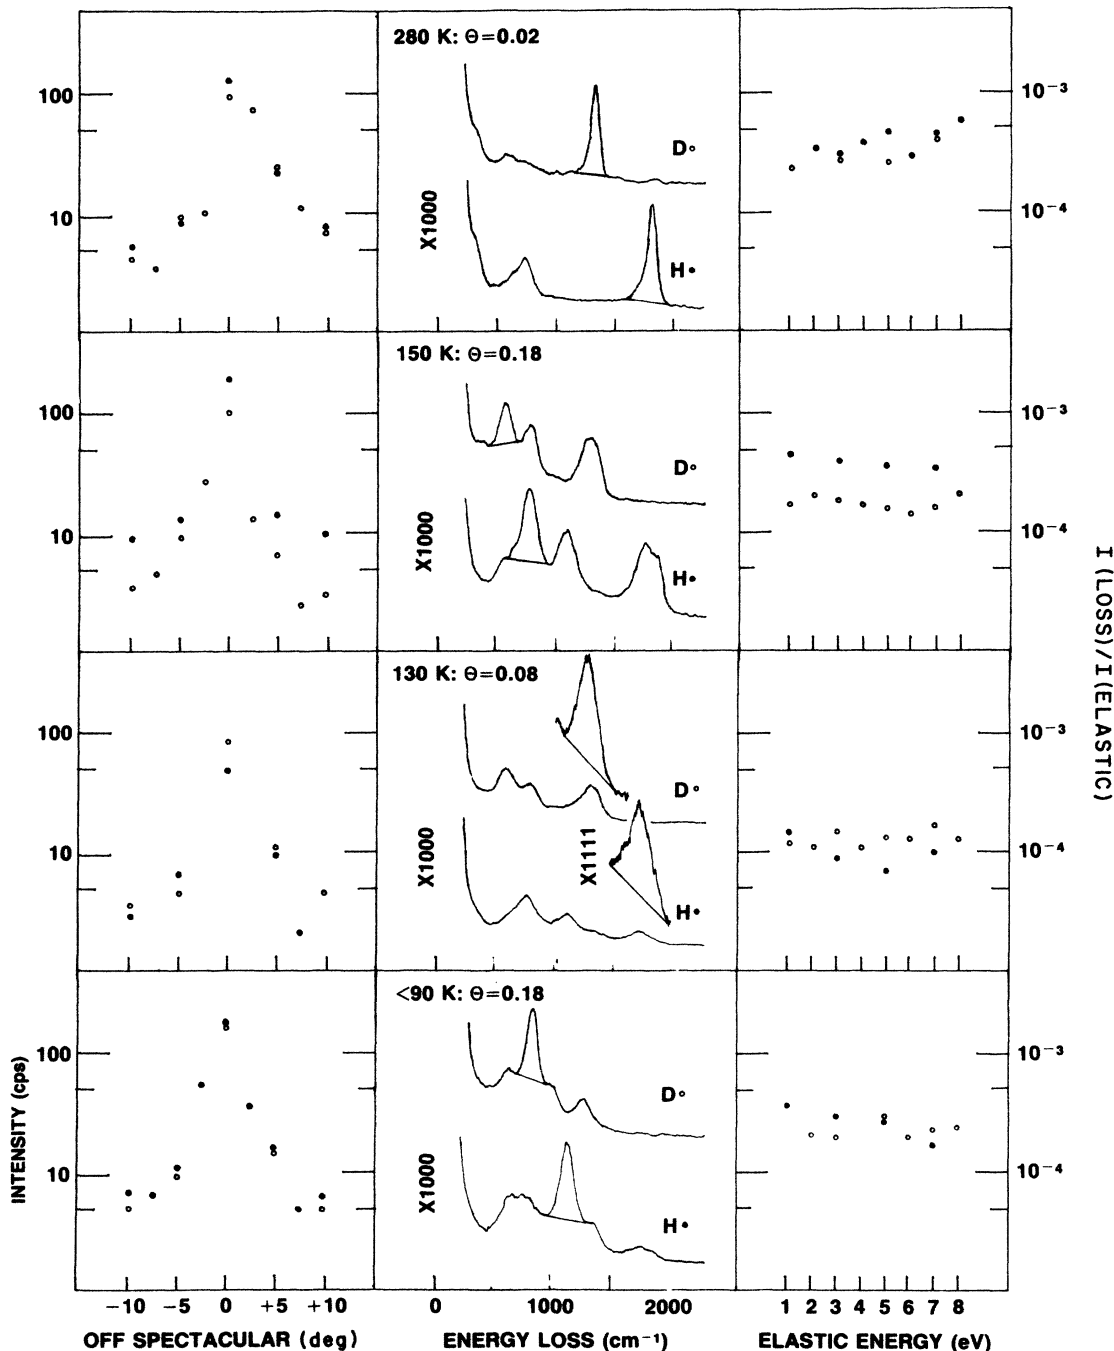 280 K: Θ=0.02
100
10
D
X1000
H
10⁻³
10⁻⁴
150 K: Θ=0.18
100
10
D
X1000
H
10⁻³
10⁻⁴
I (LOSS)/I (ELASTIC)
130 K: Θ=0.08
100
10
D
X1000
X1111
H
10⁻³
10⁻⁴
<90 K: Θ=0.18
100
10
D
X1000
H
10⁻³
10⁻⁴
INTENSITY (cps)
−10 −5 0 +5 +10
0 1000 2000
1 2 3 4 5 6 7 8
OFF SPECTACULAR (deg)
ENERGY LOSS (cm⁻¹)
ELASTIC ENERGY (eV)